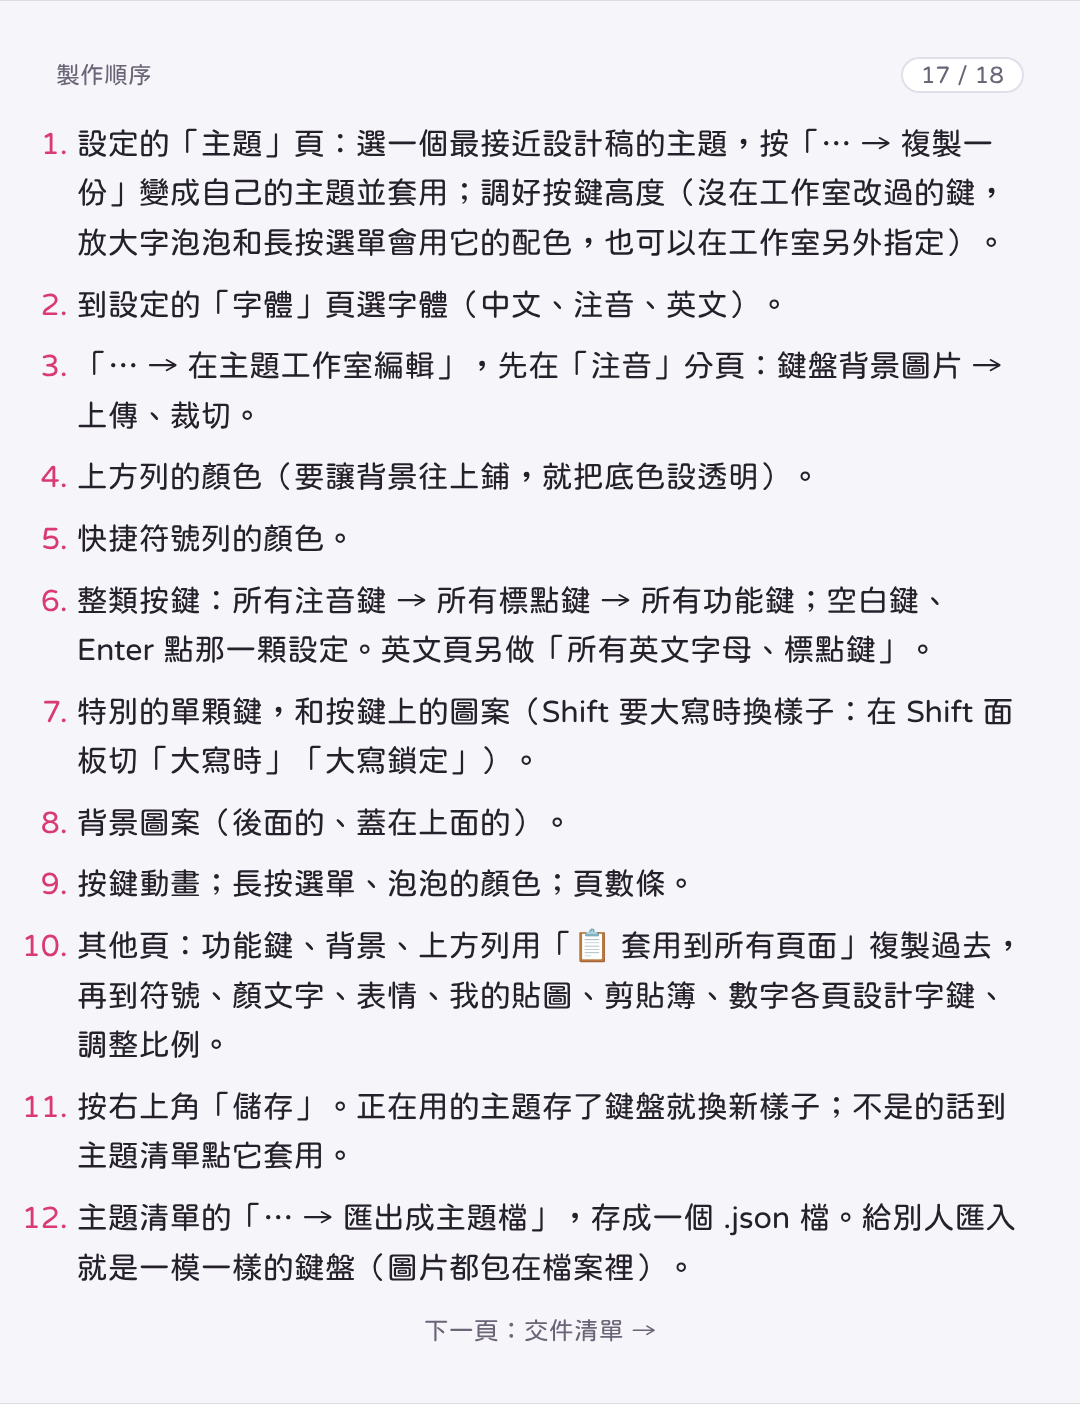 製作順序
17 / 18
1. 設定的「主題」頁：選一個最接近設計稿的主題，按「⋯ → 複製一
份」變成自己的主題並套用；調好按鍵高度（沒在工作室改過的鍵，
放大字泡泡和長按選單會用它的配色，也可以在工作室另外指定）。
2. 到設定的「字體」頁選字體（中文、注音、英文）。
3. 「⋯ → 在主題工作室編輯」，先在「注音」分頁：鍵盤背景圖片 →
上傳、裁切。
4. 上方列的顏色（要讓背景往上鋪，就把底色設透明）。
5. 快捷符號列的顏色。
6. 整類按鍵：所有注音鍵 → 所有標點鍵 → 所有功能鍵；空白鍵、
Enter 點那一顆設定。英文頁另做「所有英文字母、標點鍵」。
7. 特別的單顆鍵，和按鍵上的圖案（Shift 要大寫時換樣子：在 Shift 面
板切「大寫時」「大寫鎖定」）。
8. 背景圖案（後面的、蓋在上面的）。
9. 按鍵動畫；長按選單、泡泡的顏色；頁數條。
10. 其他頁：功能鍵、背景、上方列用「📋 套用到所有頁面」複製過去，
再到符號、顏文字、表情、我的貼圖、剪貼簿、數字各頁設計字鍵、
調整比例。
11. 按右上角「儲存」。正在用的主題存了鍵盤就換新樣子；不是的話到
主題清單點它套用。
12. 主題清單的「⋯ → 匯出成主題檔」，存成一個 .json 檔。給別人匯入
就是一模一樣的鍵盤（圖片都包在檔案裡）。
下一頁：交件清單 →